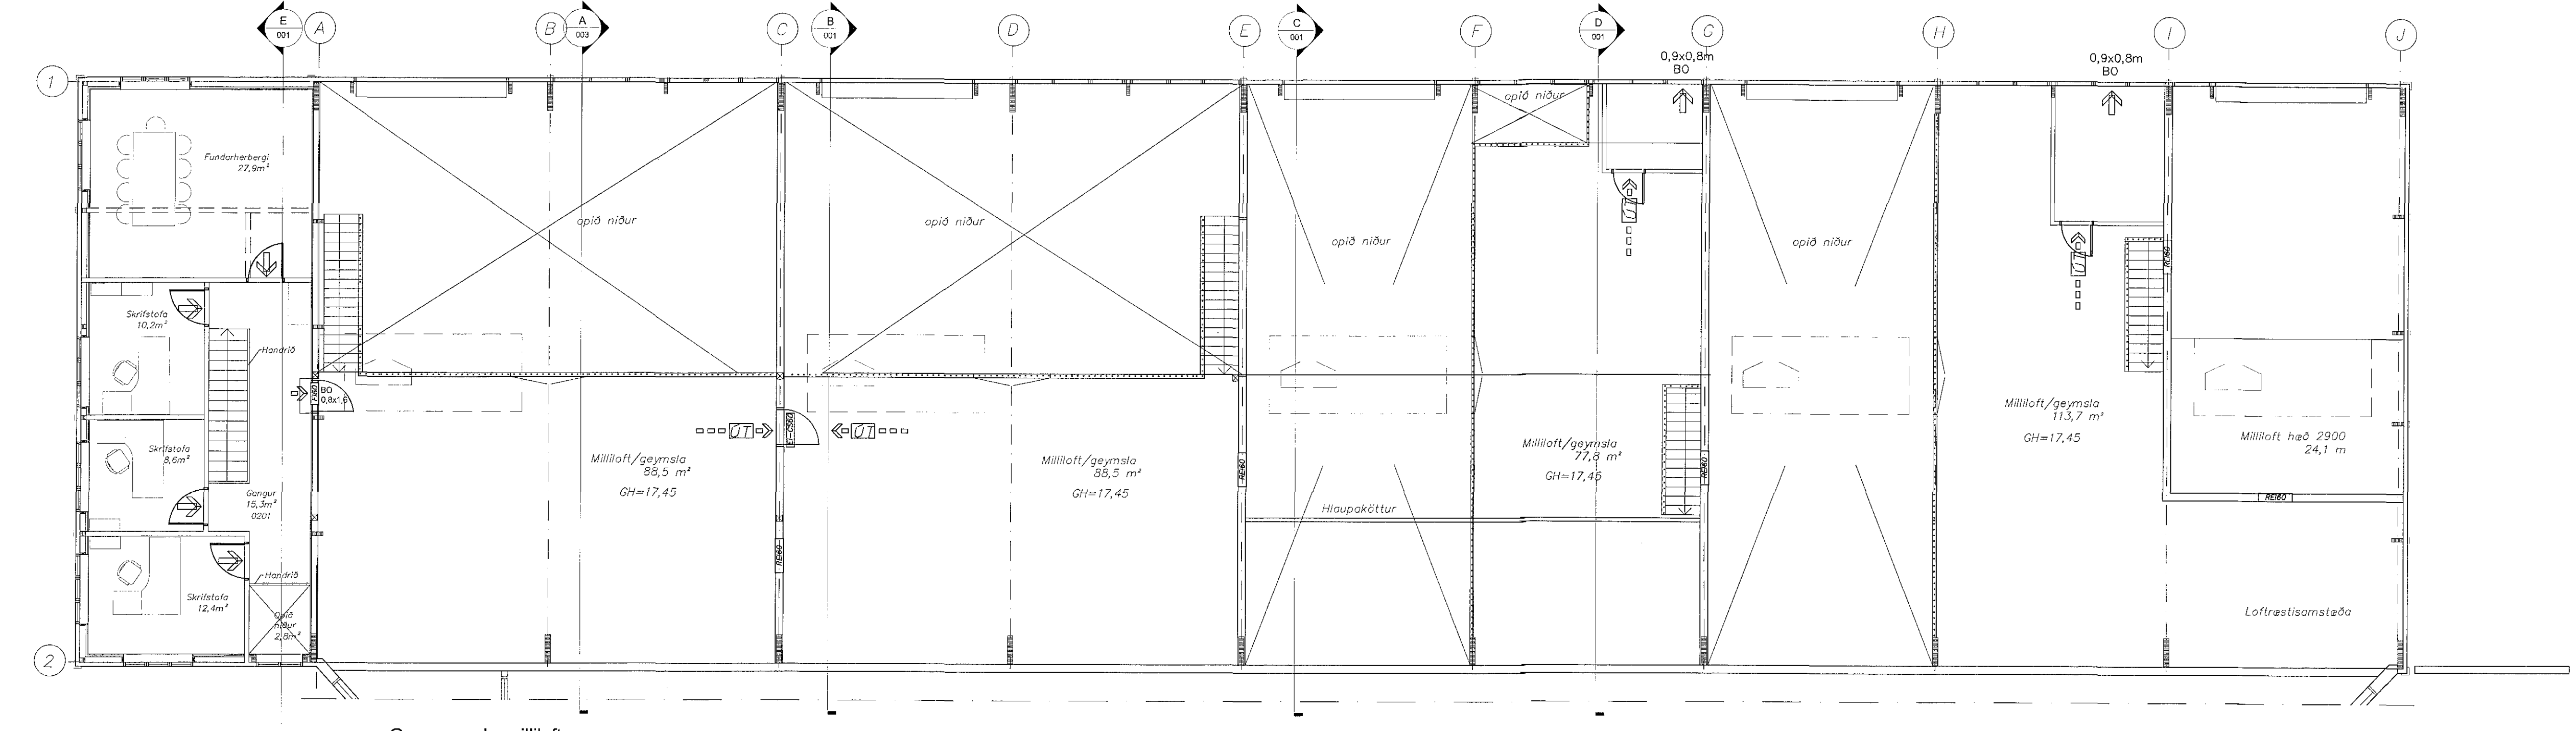 E
001
A
B
A
003
C
B
001
D
E
C
001
F
D
001
G
H
I
J
0,9x0,8m
BO
0,9x0,8m
BO
1
opið niður
Fundarherbergi
27,9m²
opið niður
opið niður
opið niður
opið niður
ÚT
ÚT
REI60
Skrifstofa
10,2m²
Handrið
EI60
BO
0,8x1,6
Skrifstofa
8,6m²
ÚT
EI-CS60
ÚT
Milliloft/geymsla
88,5 m²
GH=17,45
Milliloft/geymsla
88,5 m²
GH=17,45
REI60
Milliloft/geymsla
77,8 m²
GH=17,45
REI60
Milliloft/geymsla
113,7 m²
GH=17,45
Milliloft hæð 2900
24,1 m
REI60
Gangur
15,3m²
0201
Hlaupaköttur
REI60
Handrið
Skrifstofa
12,4m²
Opið
niður
2,8m²
Loftræstisamstæða
2